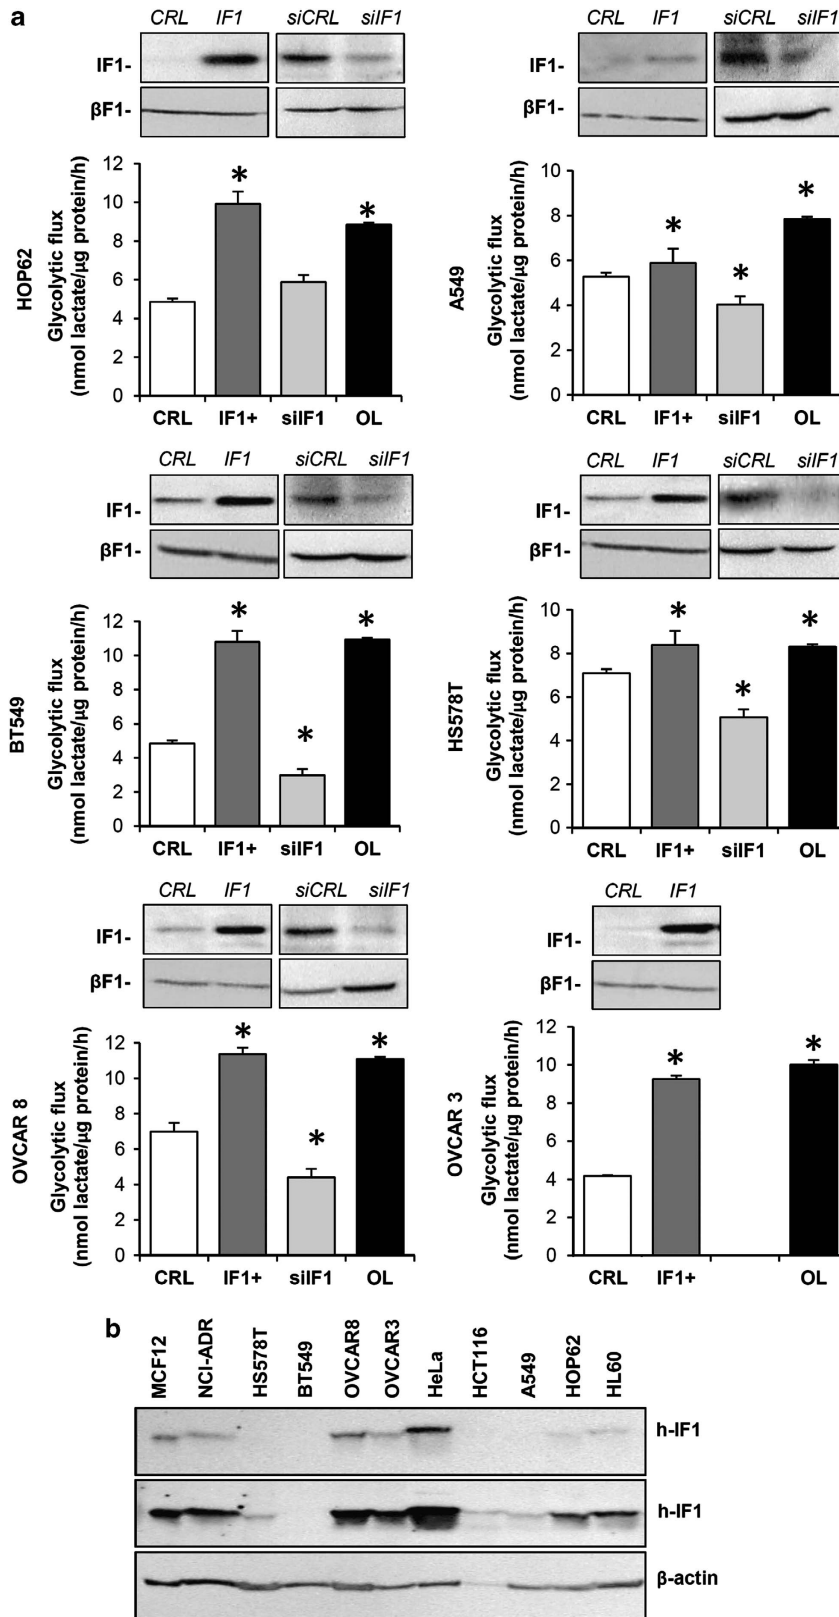 a
CRL IF1 siCRL siIF1
IF1-
βF1-
HOP62
Glycolytic flux
(nmol lactate/µg protein/h)
12
10
8
6
4
2
0
* *
CRL IF1+ siIF1 OL
CRL IF1 siCRL siIF1
IF1-
βF1-
A549
Glycolytic flux
(nmol lactate/µg protein/h)
10
8
6
4
2
0
* * *
CRL IF1+ siIF1 OL
CRL IF1 siCRL siIF1
IF1-
βF1-
BT549
Glycolytic flux
(nmol lactate/µg protein/h)
12
10
8
6
4
2
0
* * *
CRL IF1+ siIF1 OL
CRL IF1 siCRL siIF1
IF1-
βF1-
HS578T
Glycolytic flux
(nmol lactate/µg protein/h)
10
8
6
4
2
0
* * *
CRL IF1+ siIF1 OL
CRL IF1 siCRL siIF1
IF1-
βF1-
OVCAR 8
Glycolytic flux
(nmol lactate/µg protein/h)
12
10
8
6
4
2
0
* * *
CRL IF1+ siIF1 OL
CRL IF1
IF1-
βF1-
OVCAR 3
Glycolytic flux
(nmol lactate/µg protein/h)
12
10
8
6
4
2
0
* *
CRL IF1+ OL
b
MCF12
NCI-ADR
HS578T
BT549
OVCAR8
OVCAR3
HeLa
HCT116
A549
HOP62
HL60
h-IF1
h-IF1
β-actin